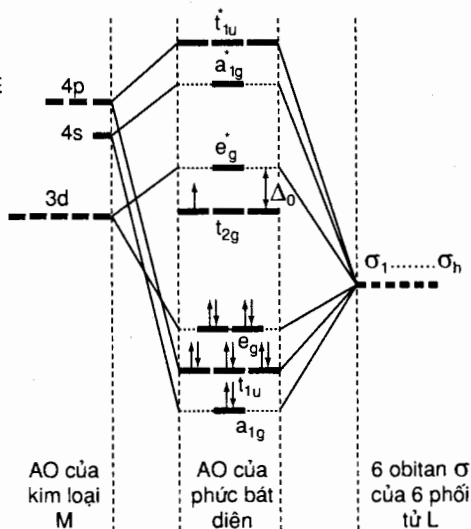 t*1u
a*1g
E
4p
4s
e*g
3d
Δ0
t2g
σ1........σh
eg
t1u
a1g
AO của kim loại M
AO của phức bát diện
6 obitan σ của 6 phối tử L